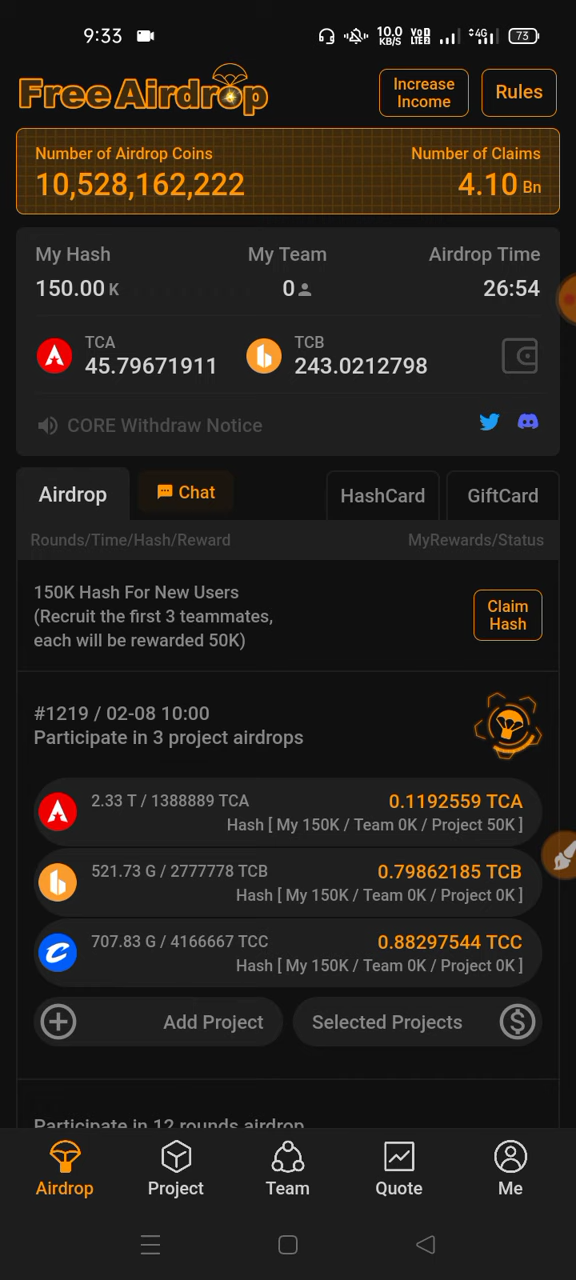 9:33
10.0 KB/S
Vo LTE 2
4G
73
Free Airdrop
Increase Income
Rules
Number of Airdrop Coins
Number of Claims
10,528,162,222
4.10 Bn
My Hash
My Team
Airdrop Time
150.00 K
0
26:54
TCA
45.79671911
TCB
243.0212798
CORE Withdraw Notice
Airdrop
Chat
HashCard
GiftCard
Rounds/Time/Hash/Reward
MyRewards/Status
150K Hash For New Users
(Recruit the first 3 teammates,
each will be rewarded 50K)
Claim
Hash
#1219 / 02-08 10:00
Participate in 3 project airdrops
2.33 T / 1388889 TCA
0.1192559 TCA
Hash [ My 150K / Team 0K / Project 50K ]
521.73 G / 2777778 TCB
0.79862185 TCB
Hash [ My 150K / Team 0K / Project 0K ]
707.83 G / 4166667 TCC
0.88297544 TCC
Hash [ My 150K / Team 0K / Project 0K ]
Add Project
Selected Projects
Participate in 12 rounds airdrop
Airdrop
Project
Team
Quote
Me